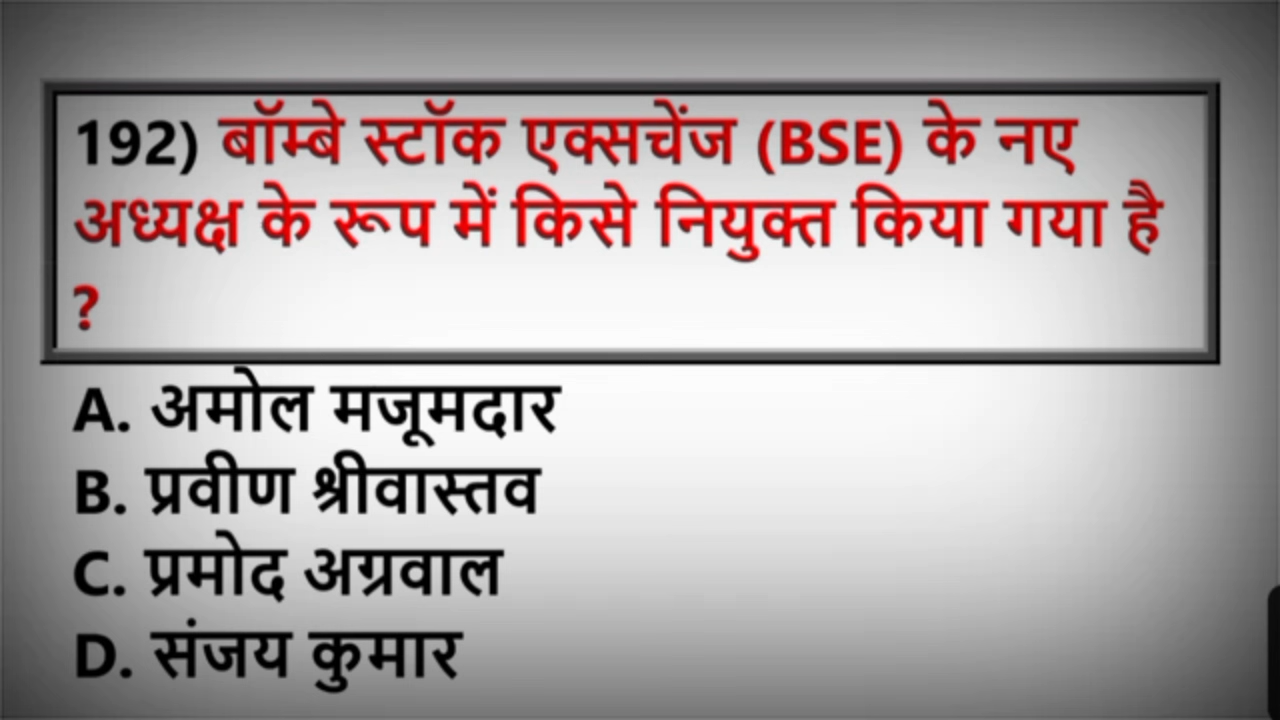 192) बॉम्बे स्टॉक एक्सचेंज (BSE) के नए
अध्यक्ष के रूप में किसे नियुक्त किया गया है
?
A. अमोल मजूमदार
B. प्रवीण श्रीवास्तव
C. प्रमोद अग्रवाल
D. संजय कुमार